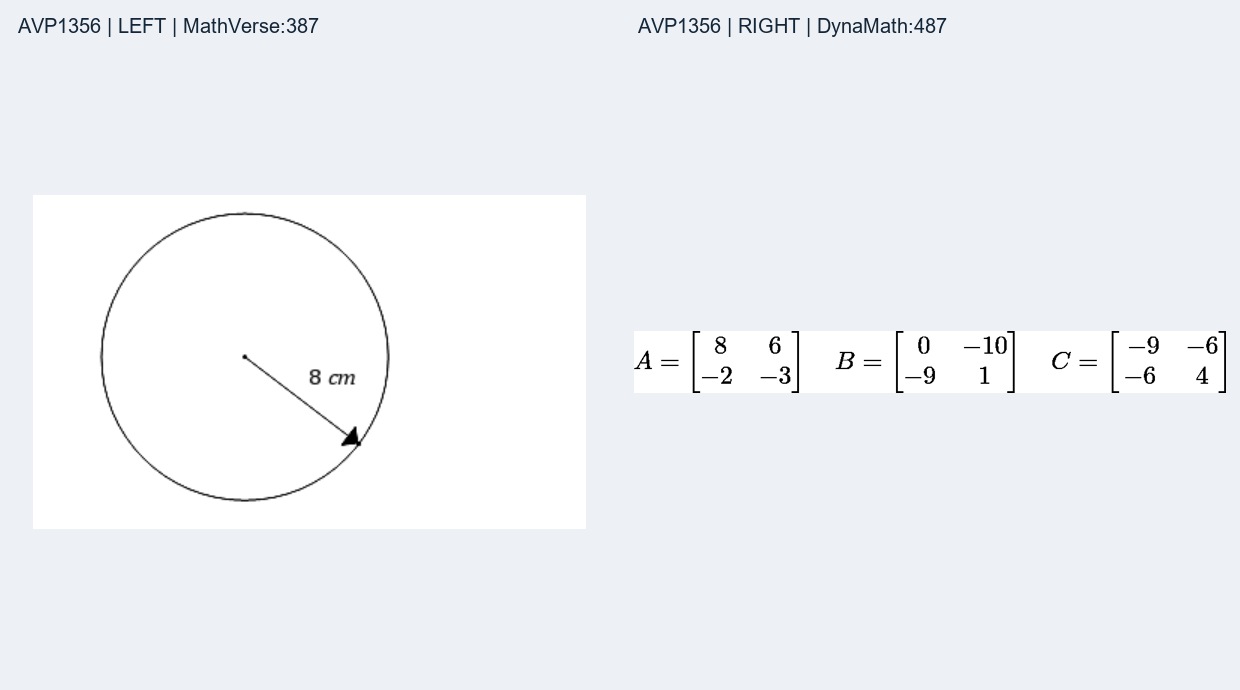 AVP1356 | LEFT | MathVerse:387
AVP1356 | RIGHT | DynaMath:487
8 cm
A = [8 6; −2 −3] B = [0 −10; −9 1] C = [−9 −6; −6 4]